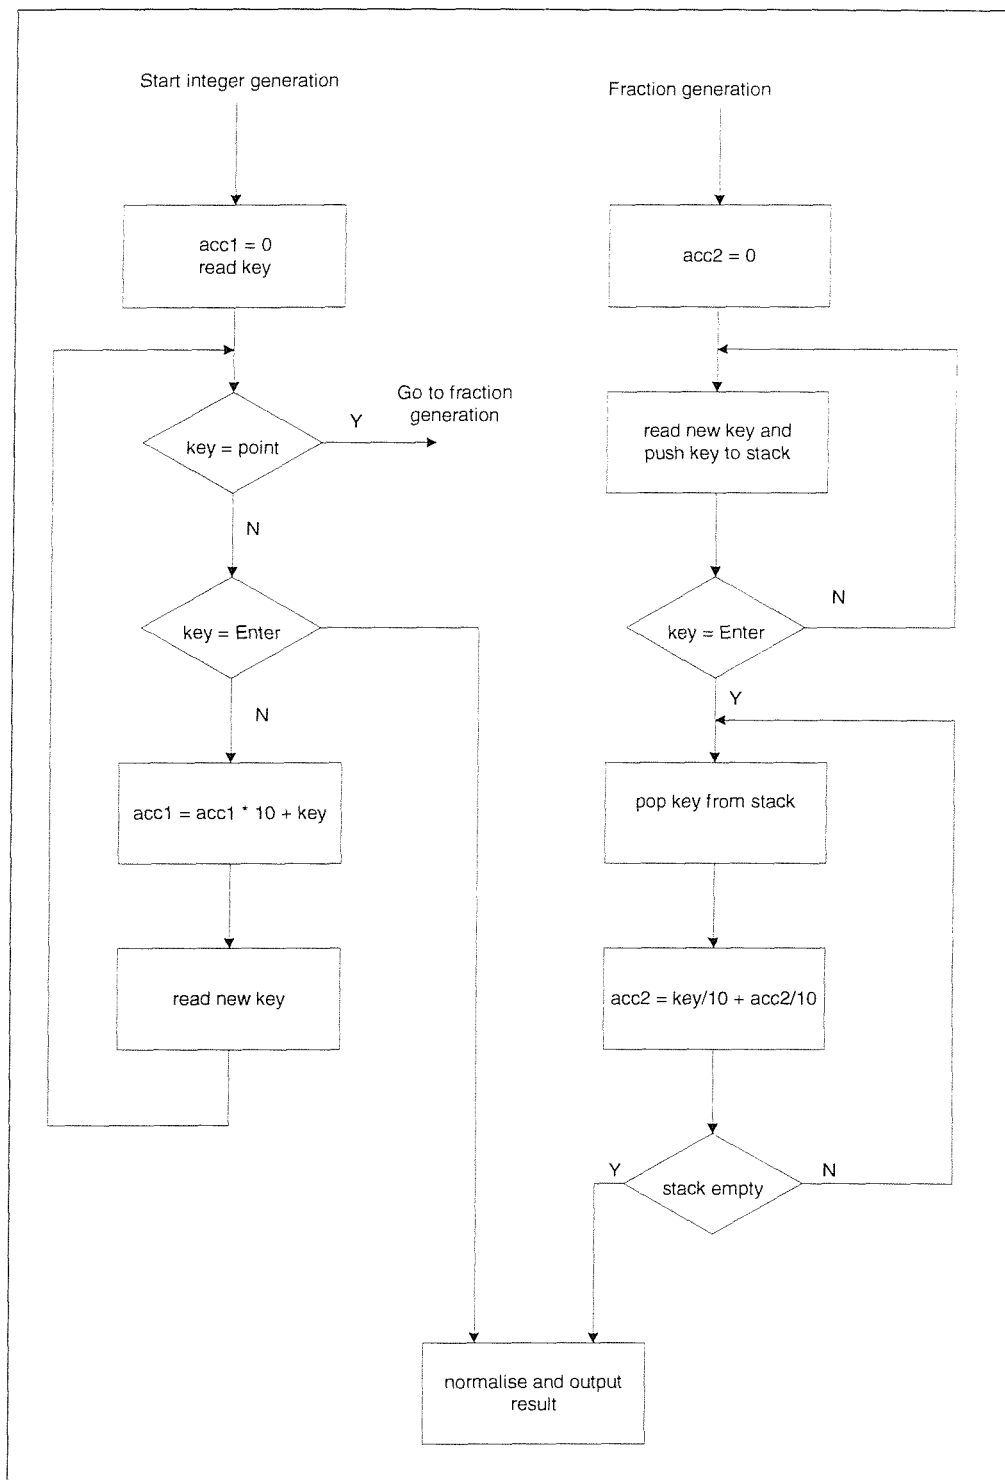 Start integer generation
acc1 = 0
read key
key = point
Y
Go to fraction
generation
N
key = Enter
N
acc1 = acc1 * 10 + key
read new key
Fraction generation
acc2 = 0
read new key and
push key to stack
key = Enter
N
Y
pop key from stack
acc2 = key/10 + acc2/10
stack empty
Y
N
normalise and output
result